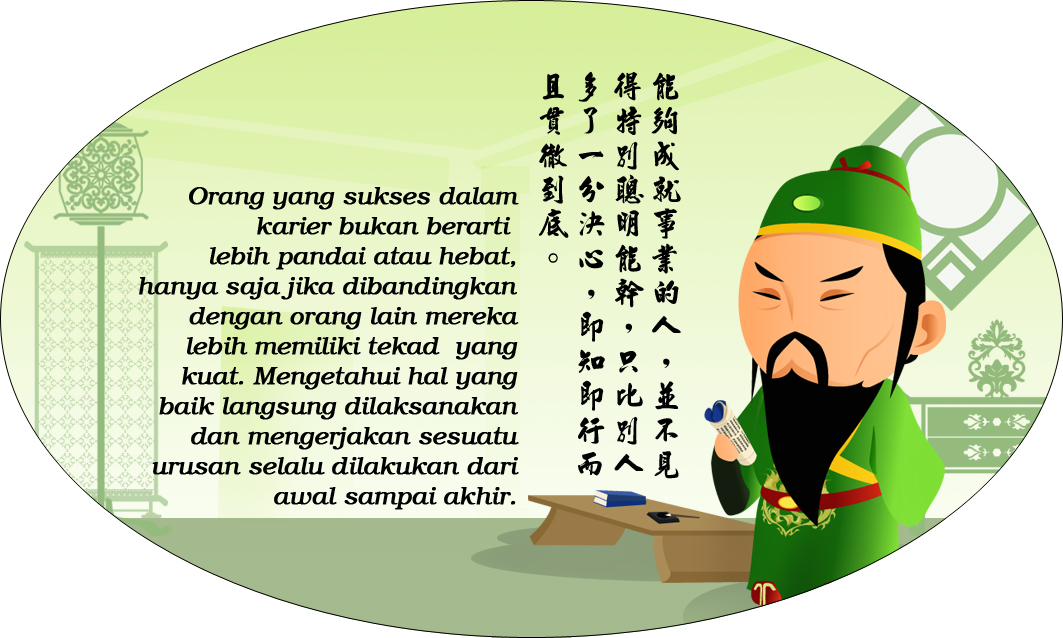 Orang yang sukses dalam
karier bukan berarti
lebih pandai atau hebat,
hanya saja jika dibandingkan
dengan orang lain mereka
lebih memiliki tekad yang
kuat. Mengetahui hal yang
baik langsung dilaksanakan
dan mengerjakan sesuatu
urusan selalu dilakukan dari
awal sampai akhir.
能夠成就事業的人，並不見
得特別聰明能幹，只比別人
多了一分決心，即知即行而
且貫徹到底。